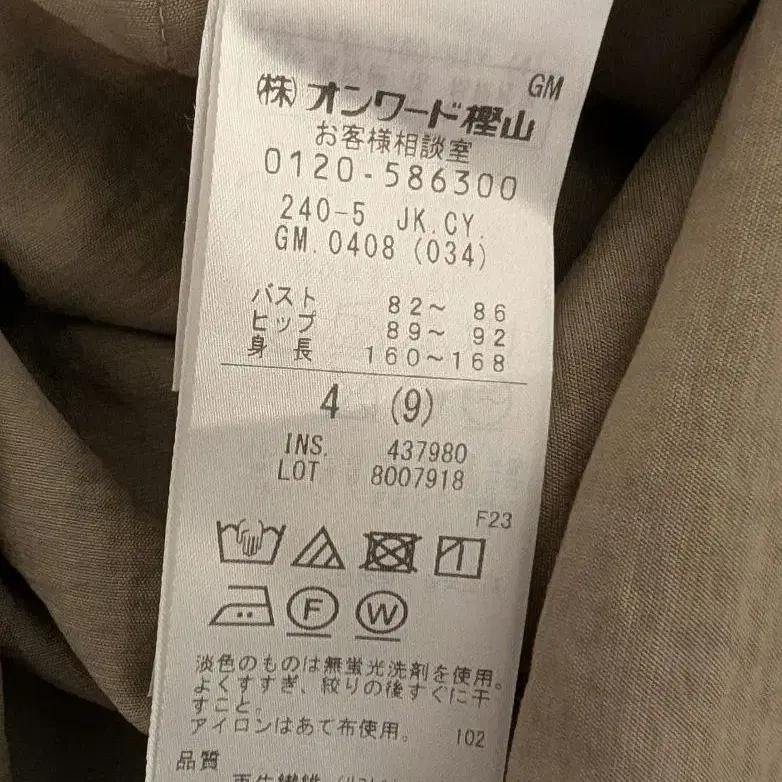 GM
(株)オンワード樫山
お客様相談室
0120-586300
240-5 JK.CY.
GM.0408 (034)
バスト 82～ 86
ヒップ 89～ 92
身長 160～168
4 (9)
INS. 437980
LOT 8007918
F23
F W
淡色のものは無蛍光洗剤を使用。
よくすすぎ、絞りの後すぐに干
すこと。
アイロンはあて布使用。 102
品質
再生繊維